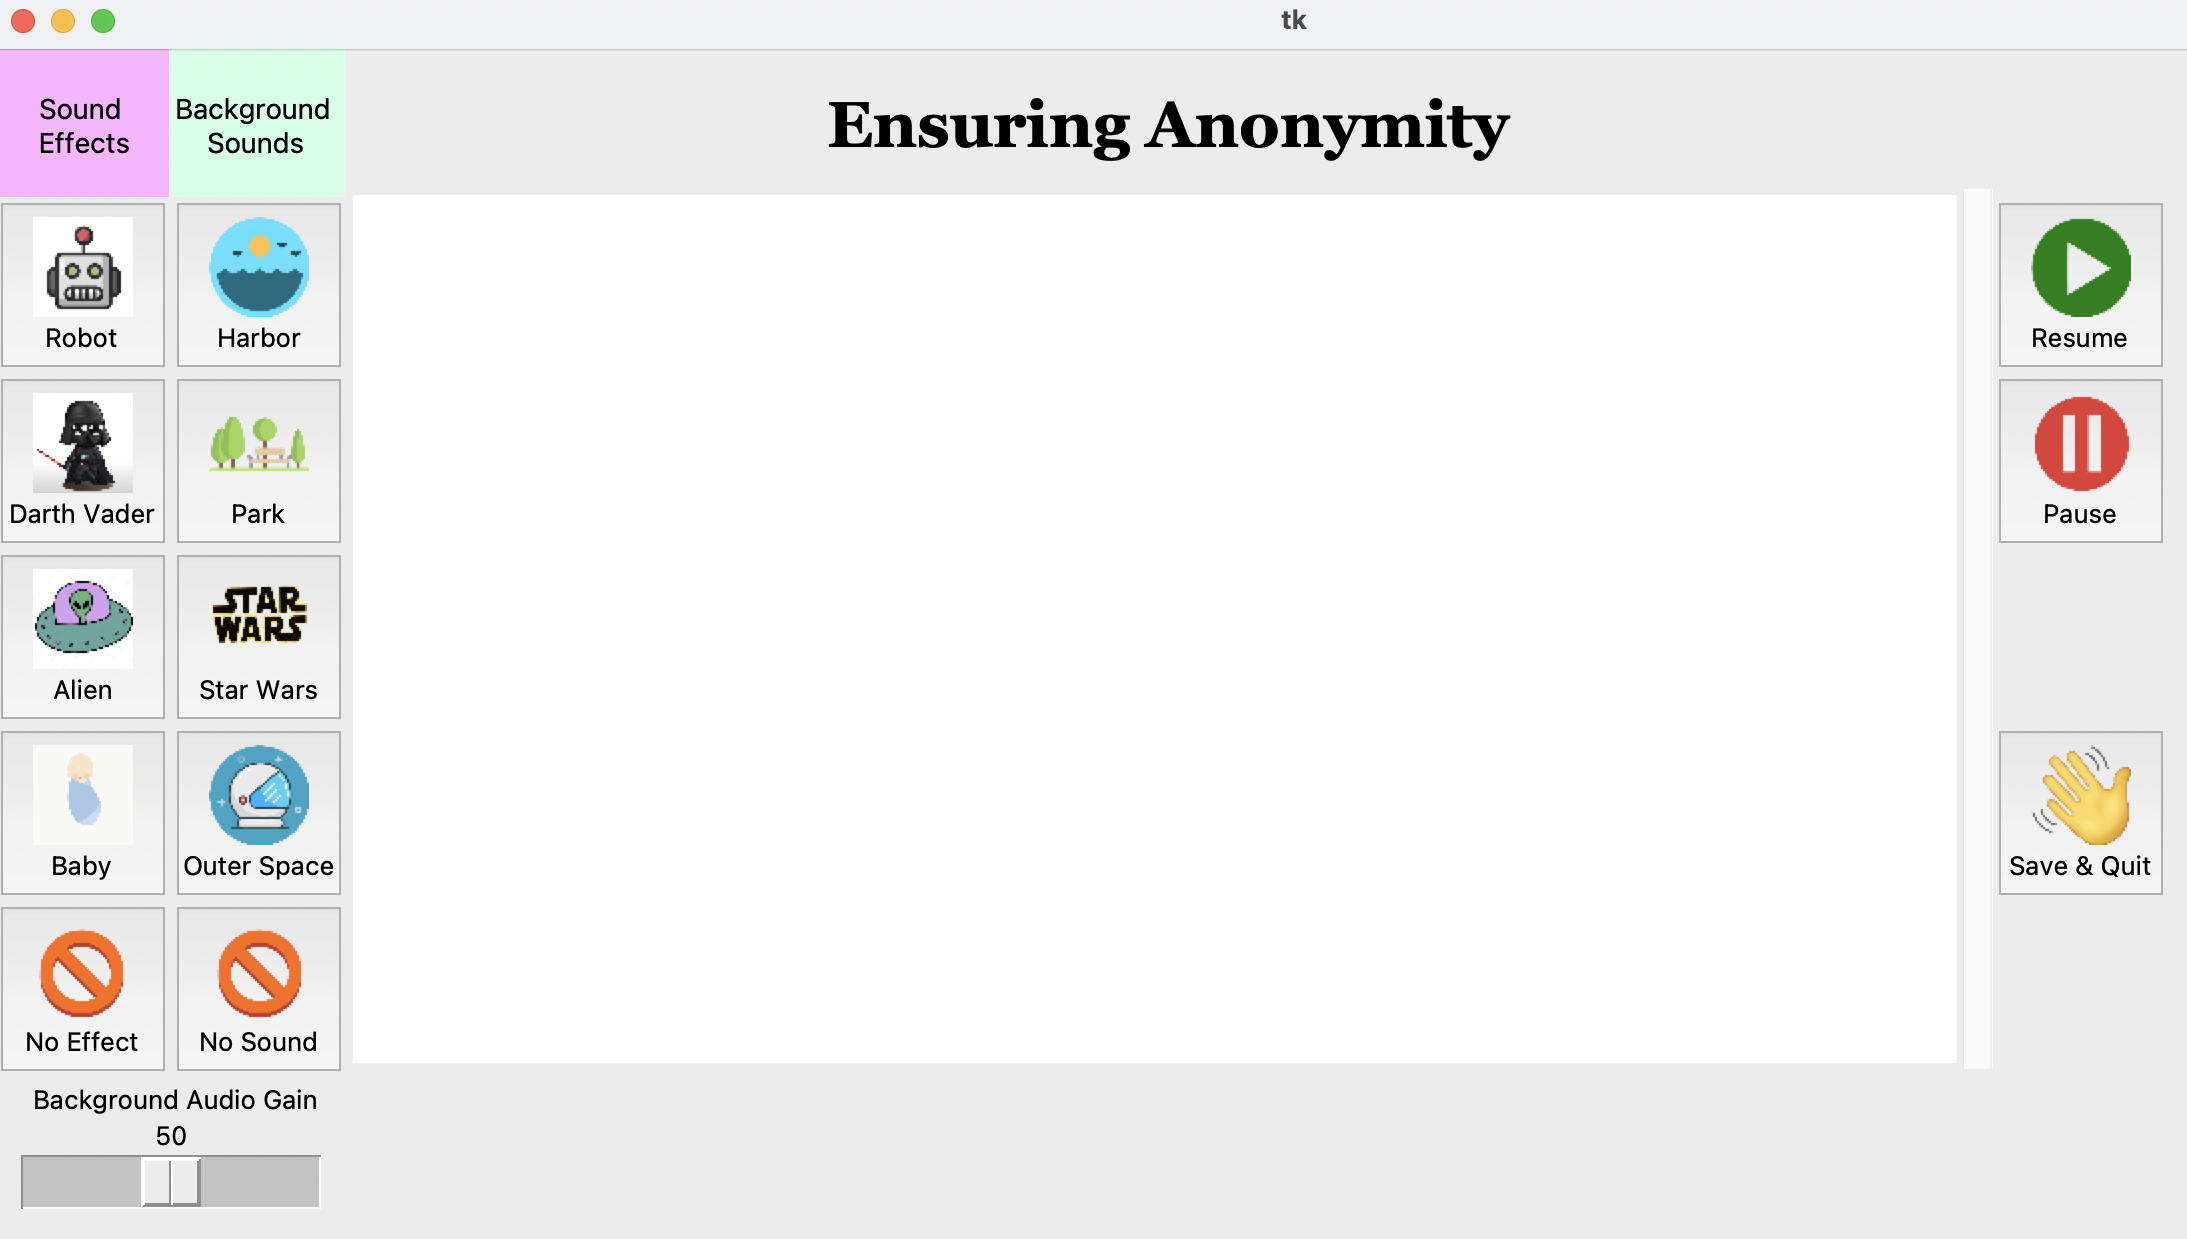 tk
Sound
Effects
Background
Sounds
Ensuring Anonymity
Robot
Harbor
Resume
Darth Vader
Park
Pause
STAR
WARS
Alien
Star Wars
Baby
Outer Space
Save & Quit
No Effect
No Sound
Background Audio Gain
50